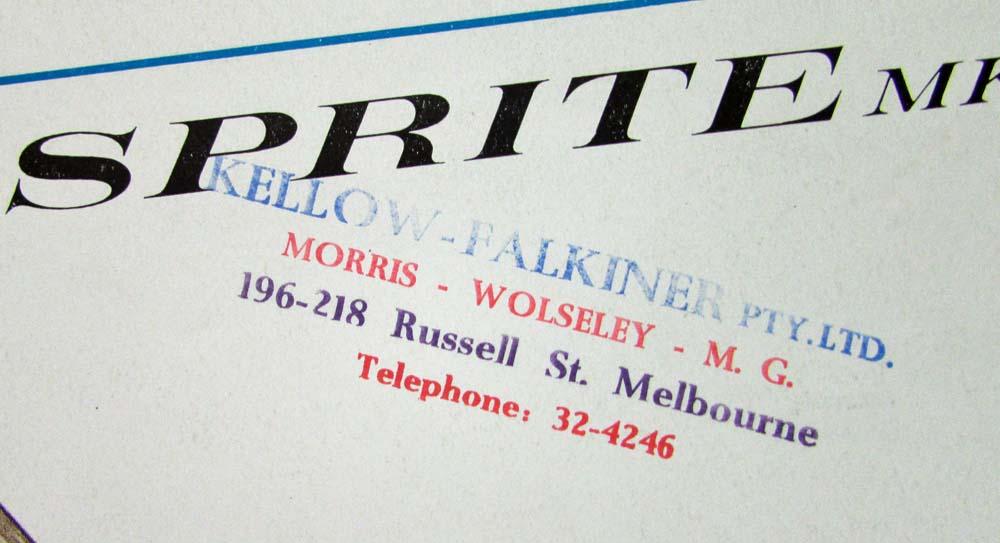 SPRITE MK
KELLOW-FALKINER PTY.LTD.
MORRIS - WOLSELEY - M. G.
196-218 Russell St. Melbourne
Telephone: 32-4246